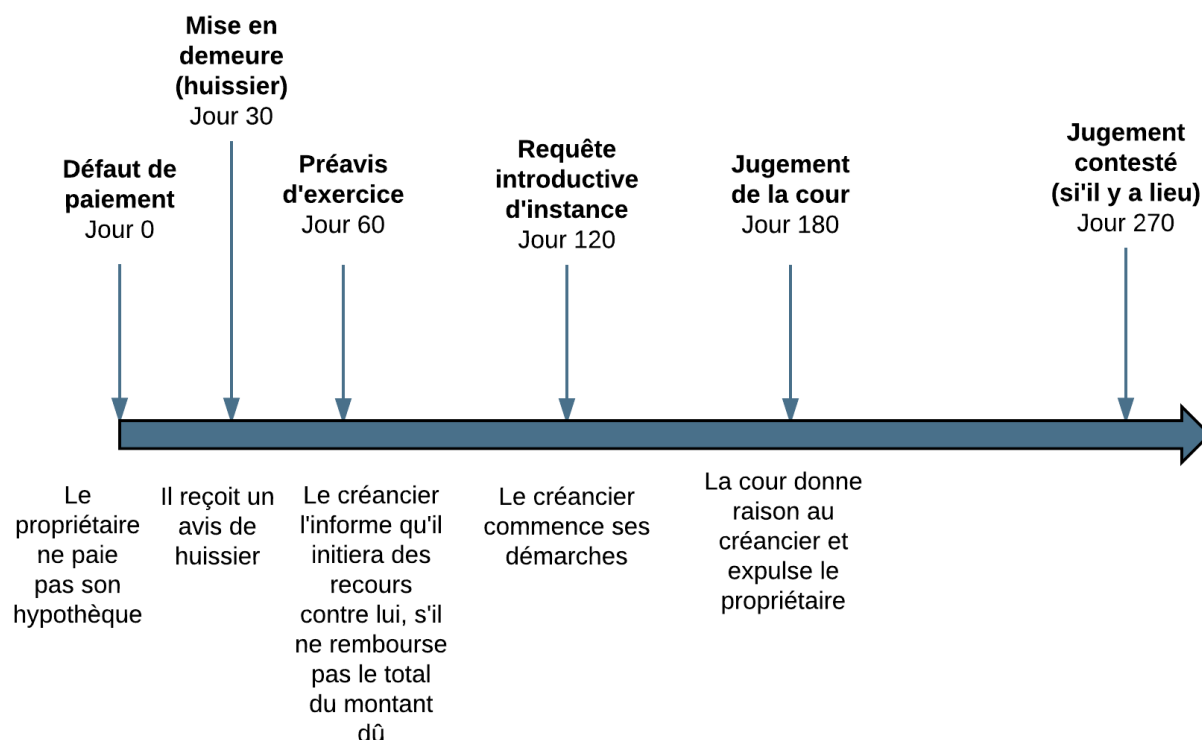 Mise en
demeure
(huissier)
Jour 30
Défaut de
paiement
Jour 0
Préavis
d'exercice
Jour 60
Requête
introductive
d'instance
Jour 120
Jugement
de la cour
Jour 180
Jugement
contesté
(si'il y a lieu)
Jour 270
Le
propriétaire
ne paie
pas son
hypothèque
Il reçoit un
avis de
huissier
Le créancier
l'informe qu'il
initiera des
recours
contre lui, s'il
ne rembourse
pas le total
du montant
dû
Le créancier
commence ses
démarches
La cour donne
raison au
créancier et
expulse le
propriétaire